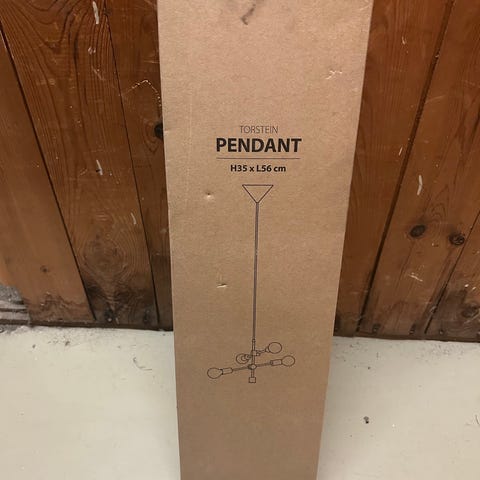 TORSTEIN
PENDANT
H35 x L56 cm